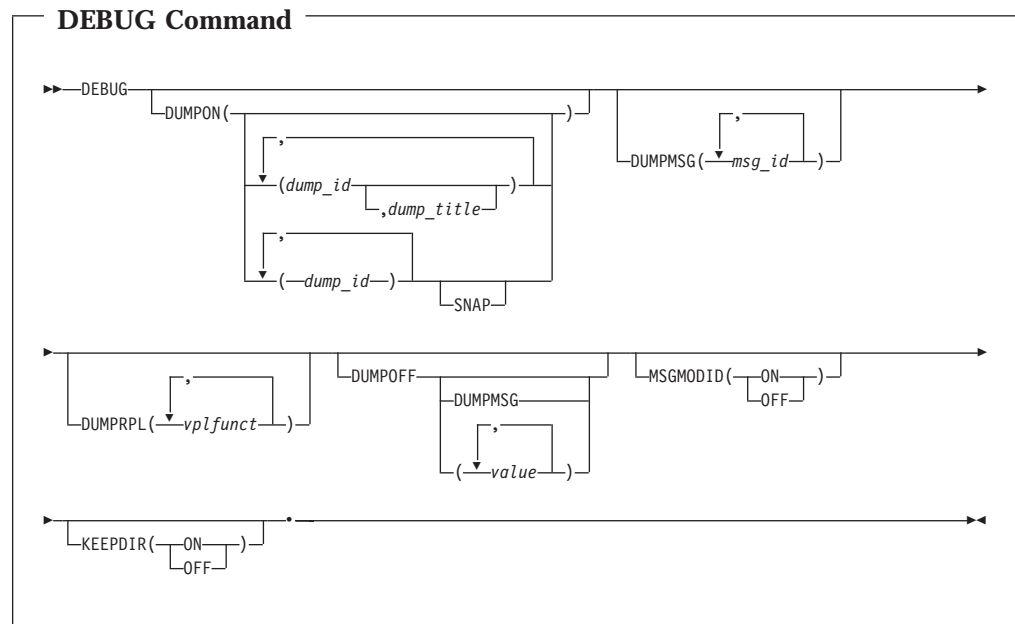 DEBUG Command
DEBUG
DUMPON( )
,
(dump_id )
,dump_title
,
( dump_id )
SNAP
DUMPMSG( msg_id )
,
DUMPRPL( vplfunct )
,
DUMPOFF
DUMPMSG
,
( value )
MSGMODID( ON )
OFF
KEEPDIR( ON ) .
OFF